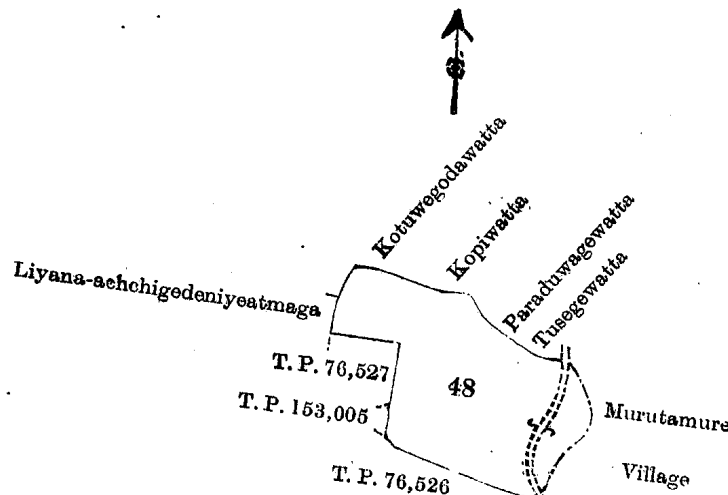 Kotuwegodawatta
Kopiwatta
Paraduwagewatta
Tusegewatta
Liyana-achchigedeniyeatmaga
T. P. 76,527
48
T. P. 153,005
Murutamure
T. P. 76,526
Village